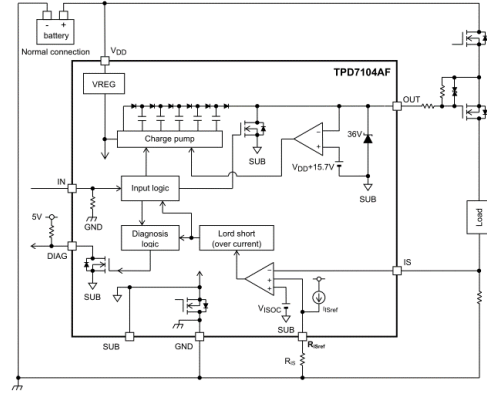 - +
battery
Normal connection
VDD
TPD7104AF
VREG
OUT
36V
Charge pump
SUB
VDD+15.7V
SUB
IN
Input logic
GND
5V
Diagnosis
logic
Lord short
(over current)
Load
DIAG
IS
SUB
VISOC
IISref
SUB
SUB
GND
RISref
RIS